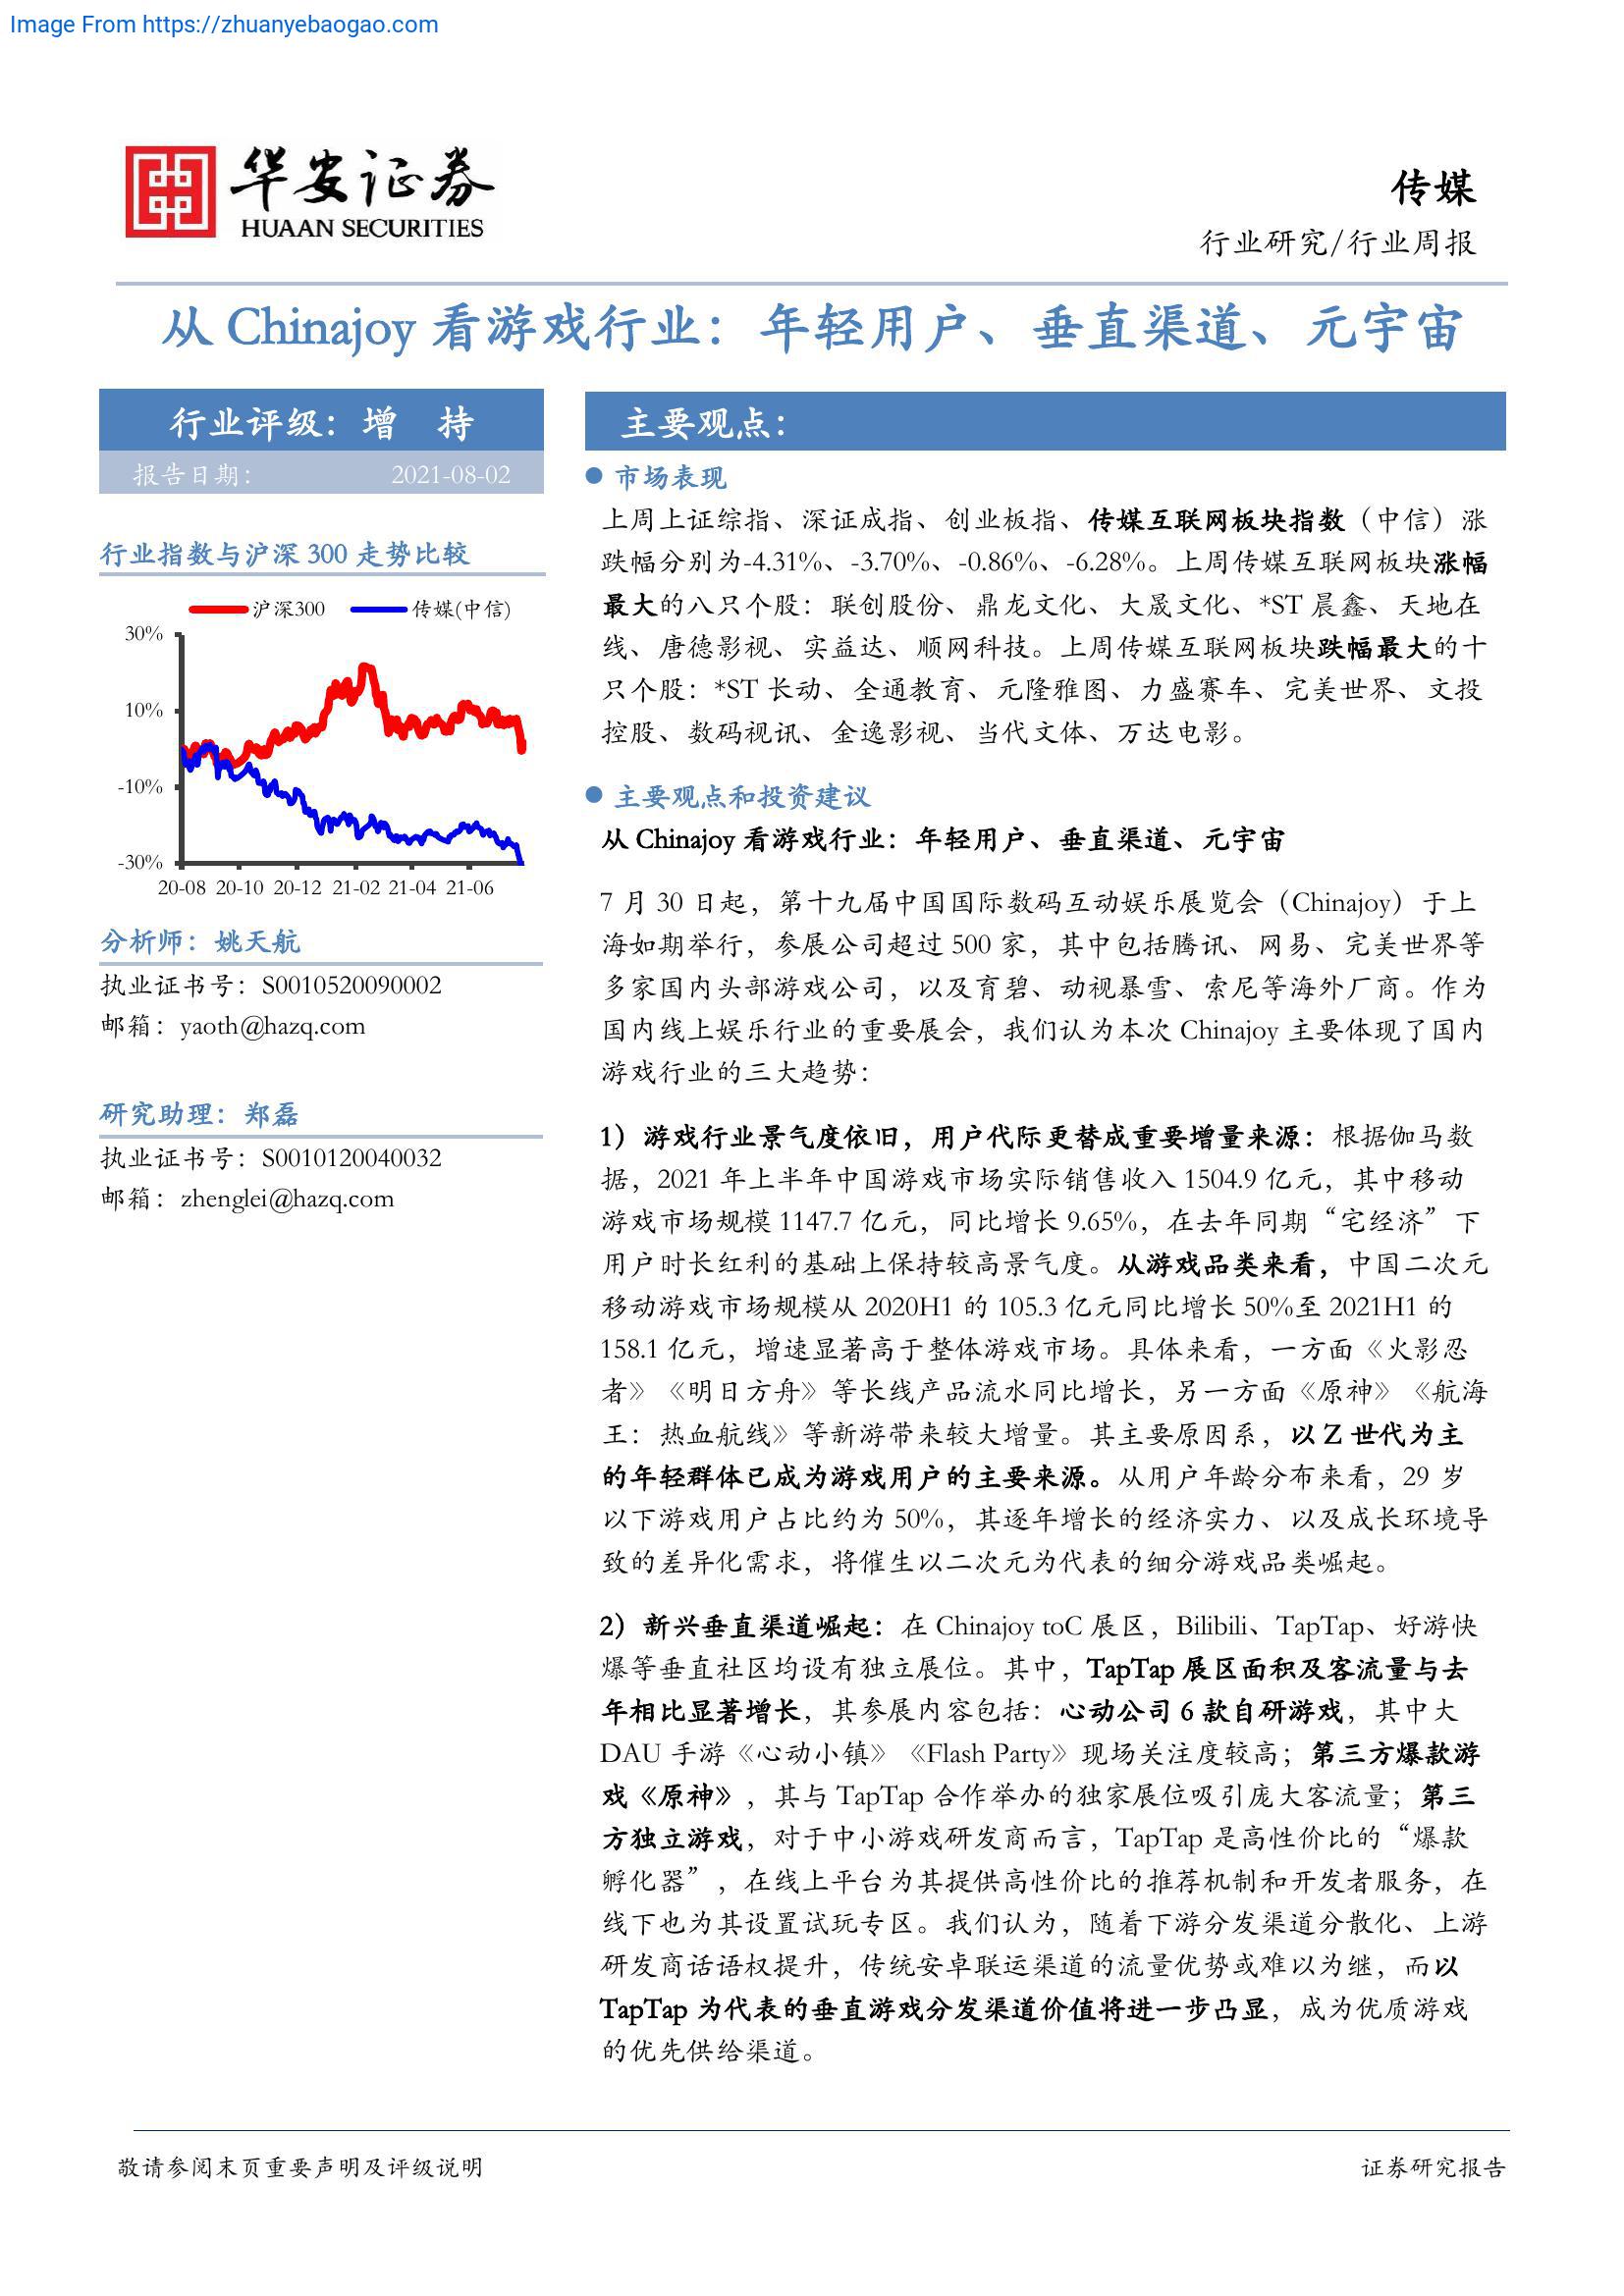 Image From https://zhuanyebaogao.com
华安证券
HUAAN SECURITIES
传媒
行业研究/行业周报
从 Chinajoy 看游戏行业：年轻用户、垂直渠道、元宇宙
行业评级：增 持
报告日期： 2021-08-02
行业指数与沪深 300 走势比较
沪深300 传媒(中信)
30%
10%
-10%
-30%
20-08 20-10 20-12 21-02 21-04 21-06
分析师：姚天航
执业证书号：S0010520090002
邮箱：yaoth@hazq.com
研究助理：郑磊
执业证书号：S0010120040032
邮箱：zhenglei@hazq.com
主要观点：
市场表现
上周上证综指、深证成指、创业板指、传媒互联网板块指数（中信）涨
跌幅分别为-4.31%、-3.70%、-0.86%、-6.28%。上周传媒互联网板块涨幅
最大的八只个股：联创股份、鼎龙文化、大晟文化、*ST 晨鑫、天地在
线、唐德影视、实益达、顺网科技。上周传媒互联网板块跌幅最大的十
只个股：*ST 长动、全通教育、元隆雅图、力盛赛车、完美世界、文投
控股、数码视讯、金逸影视、当代文体、万达电影。
主要观点和投资建议
从 Chinajoy 看游戏行业：年轻用户、垂直渠道、元宇宙
7 月 30 日起，第十九届中国国际数码互动娱乐展览会（Chinajoy）于上
海如期举行，参展公司超过 500 家，其中包括腾讯、网易、完美世界等
多家国内头部游戏公司，以及育碧、动视暴雪、索尼等海外厂商。作为
国内线上娱乐行业的重要展会，我们认为本次 Chinajoy 主要体现了国内
游戏行业的三大趋势：
1）游戏行业景气度依旧，用户代际更替成重要增量来源：根据伽马数
据，2021 年上半年中国游戏市场实际销售收入 1504.9 亿元，其中移动
游戏市场规模 1147.7 亿元，同比增长 9.65%，在去年同期“宅经济”下
用户时长红利的基础上保持较高景气度。从游戏品类来看，中国二次元
移动游戏市场规模从 2020H1 的 105.3 亿元同比增长 50%至 2021H1 的
158.1 亿元，增速显著高于整体游戏市场。具体来看，一方面《火影忍
者》《明日方舟》等长线产品流水同比增长，另一方面《原神》《航海
王：热血航线》等新游带来较大增量。其主要原因系，以 Z 世代为主
的年轻群体已成为游戏用户的主要来源。从用户年龄分布来看，29 岁
以下游戏用户占比约为 50%，其逐年增长的经济实力、以及成长环境导
致的差异化需求，将催生以二次元为代表的细分游戏品类崛起。
2）新兴垂直渠道崛起：在 Chinajoy toC 展区，Bilibili、TapTap、好游快
爆等垂直社区均设有独立展位。其中，TapTap 展区面积及客流量与去
年相比显著增长，其参展内容包括：心动公司 6 款自研游戏，其中大
DAU 手游《心动小镇》《Flash Party》现场关注度较高；第三方爆款游
戏《原神》，其与 TapTap 合作举办的独家展位吸引庞大客流量；第三
方独立游戏，对于中小游戏研发商而言，TapTap 是高性价比的“爆款
孵化器”，在线上平台为其提供高性价比的推荐机制和开发者服务，在
线下也为其设置试玩专区。我们认为，随着下游分发渠道分散化、上游
研发商话语权提升，传统安卓联运渠道的流量优势或难以为继，而以
TapTap 为代表的垂直游戏分发渠道价值将进一步凸显，成为优质游戏
的优先供给渠道。
敬请参阅末页重要声明及评级说明
证券研究报告